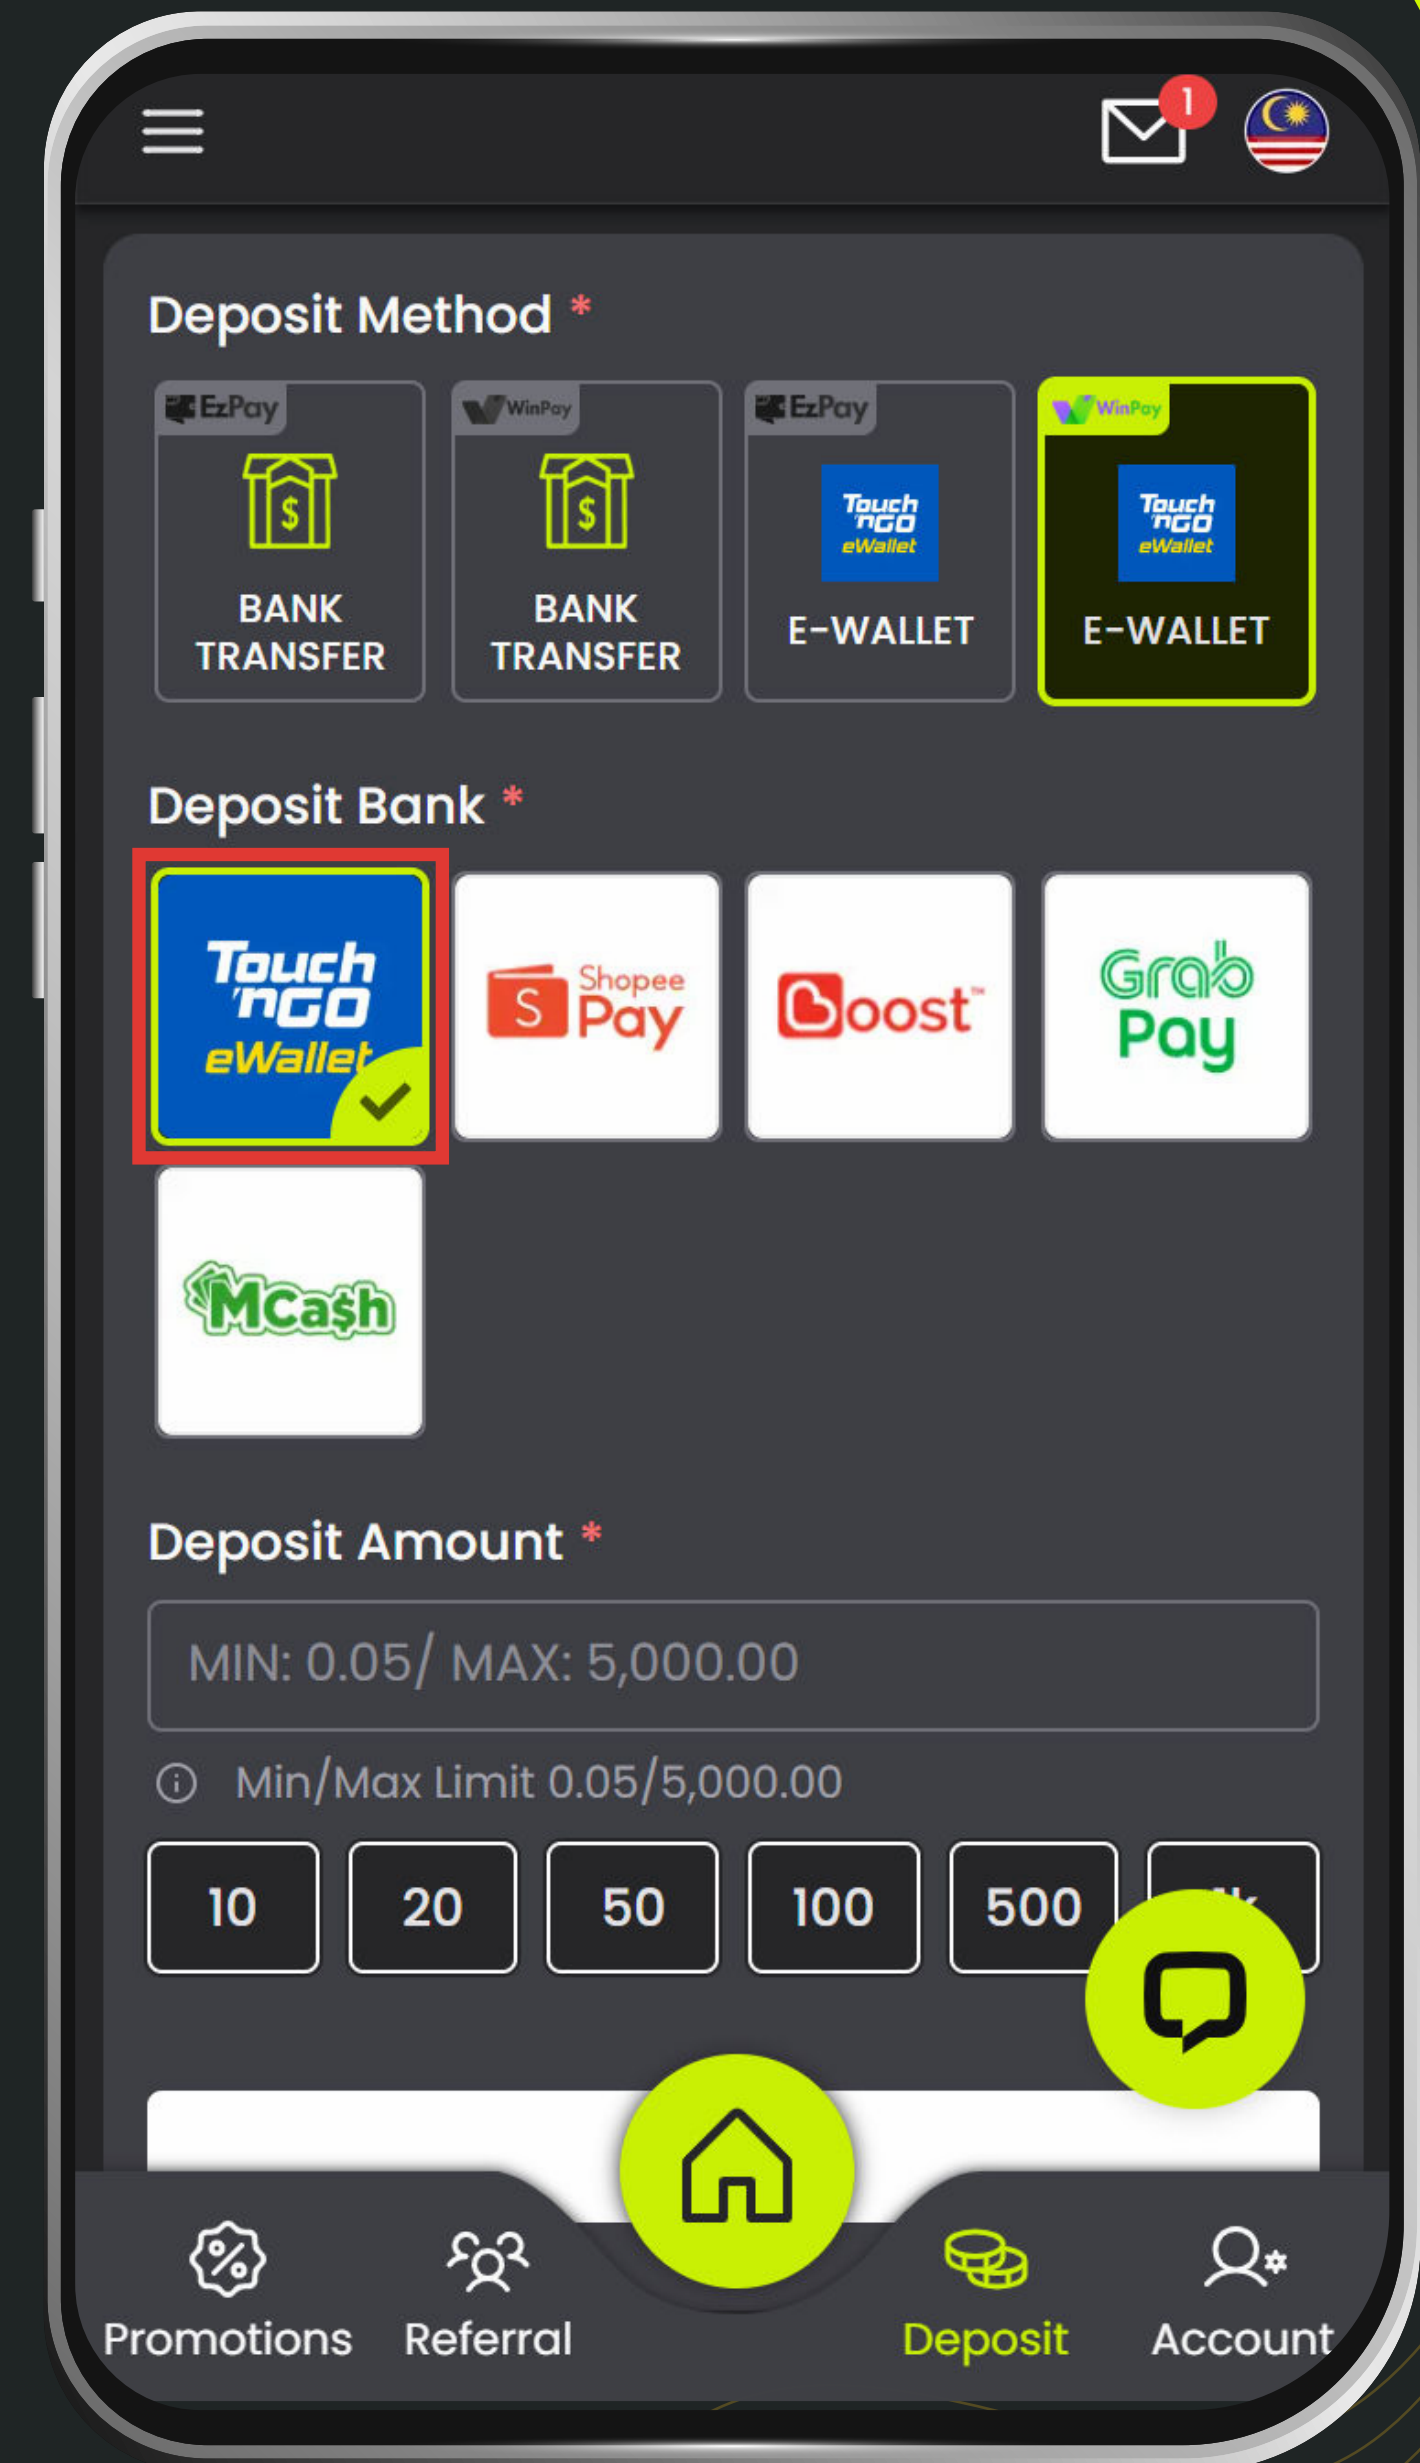 1
Deposit Method *
EzPay
WinPay
EzPay
WinPay
Touch
'nGO
eWallet
Touch
'nGO
eWallet
BANK
TRANSFER
BANK
TRANSFER
E-WALLET
E-WALLET
Deposit Bank *
Touch
'nGO
eWallet
S Shopee
Pay
Boost™
Grab
Pay
MCa$h
Deposit Amount *
MIN: 0.05/ MAX: 5,000.00
Min/Max Limit 0.05/5,000.00
10 20 50 100 500
Promotions Referral Deposit Account